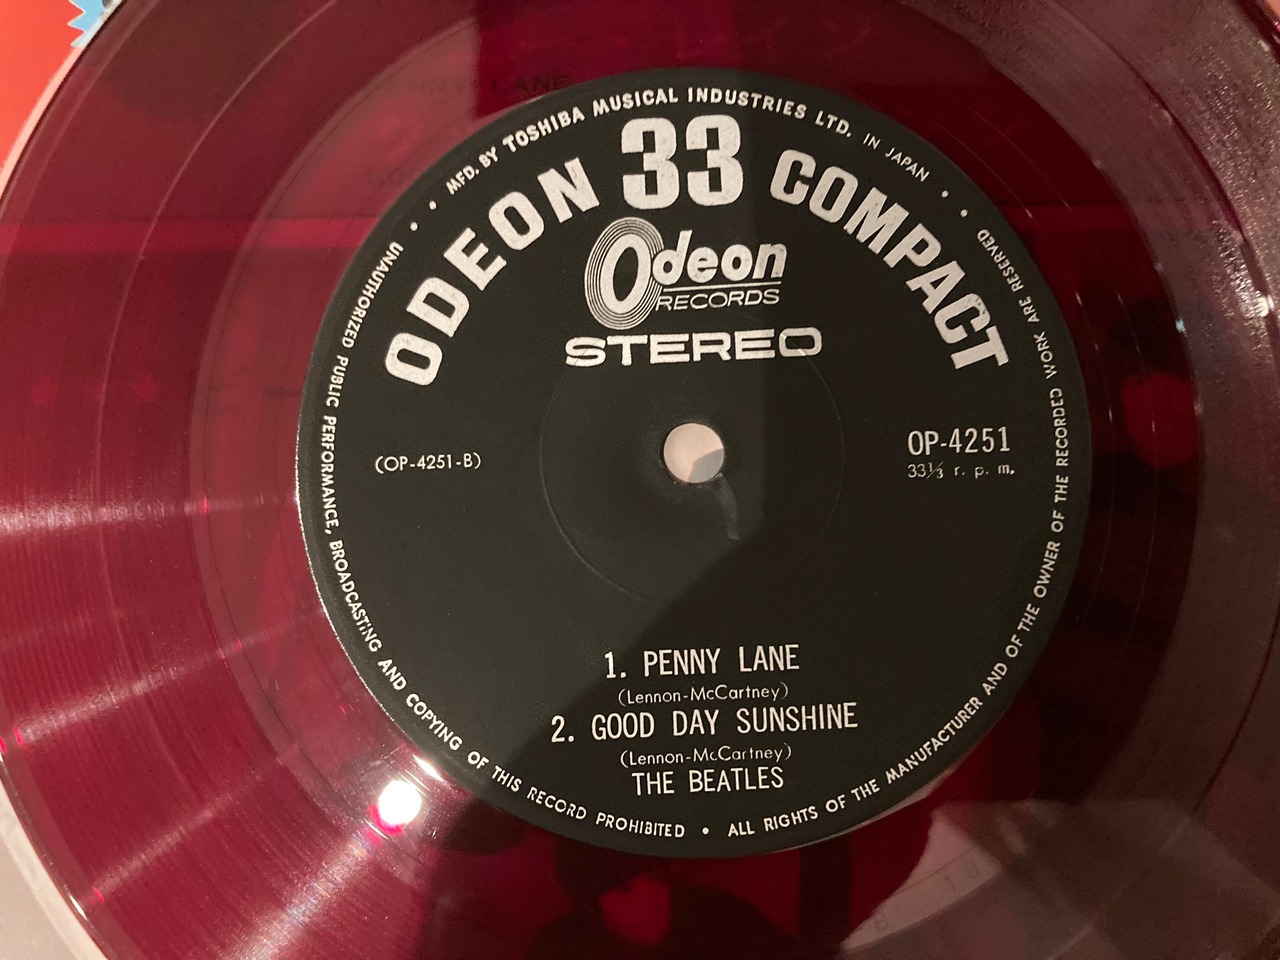 MFD. BY TOSHIBA MUSICAL INDUSTRIES LTD. IN JAPAN
ODEON 33 COMPACT
Odeon
RECORDS
STEREO
(OP-4251-B)
OP-4251
33⅓ r. p. m.
1. PENNY LANE
(Lennon-McCartney)
2. GOOD DAY SUNSHINE
(Lennon-McCartney)
THE BEATLES
UNAUTHORIZED PUBLIC PERFORMANCE, BROADCASTING AND COPYING OF THIS RECORD PROHIBITED • ALL RIGHTS OF THE MANUFACTURER AND OF THE OWNER OF THE RECORDED WORK ARE RESERVED